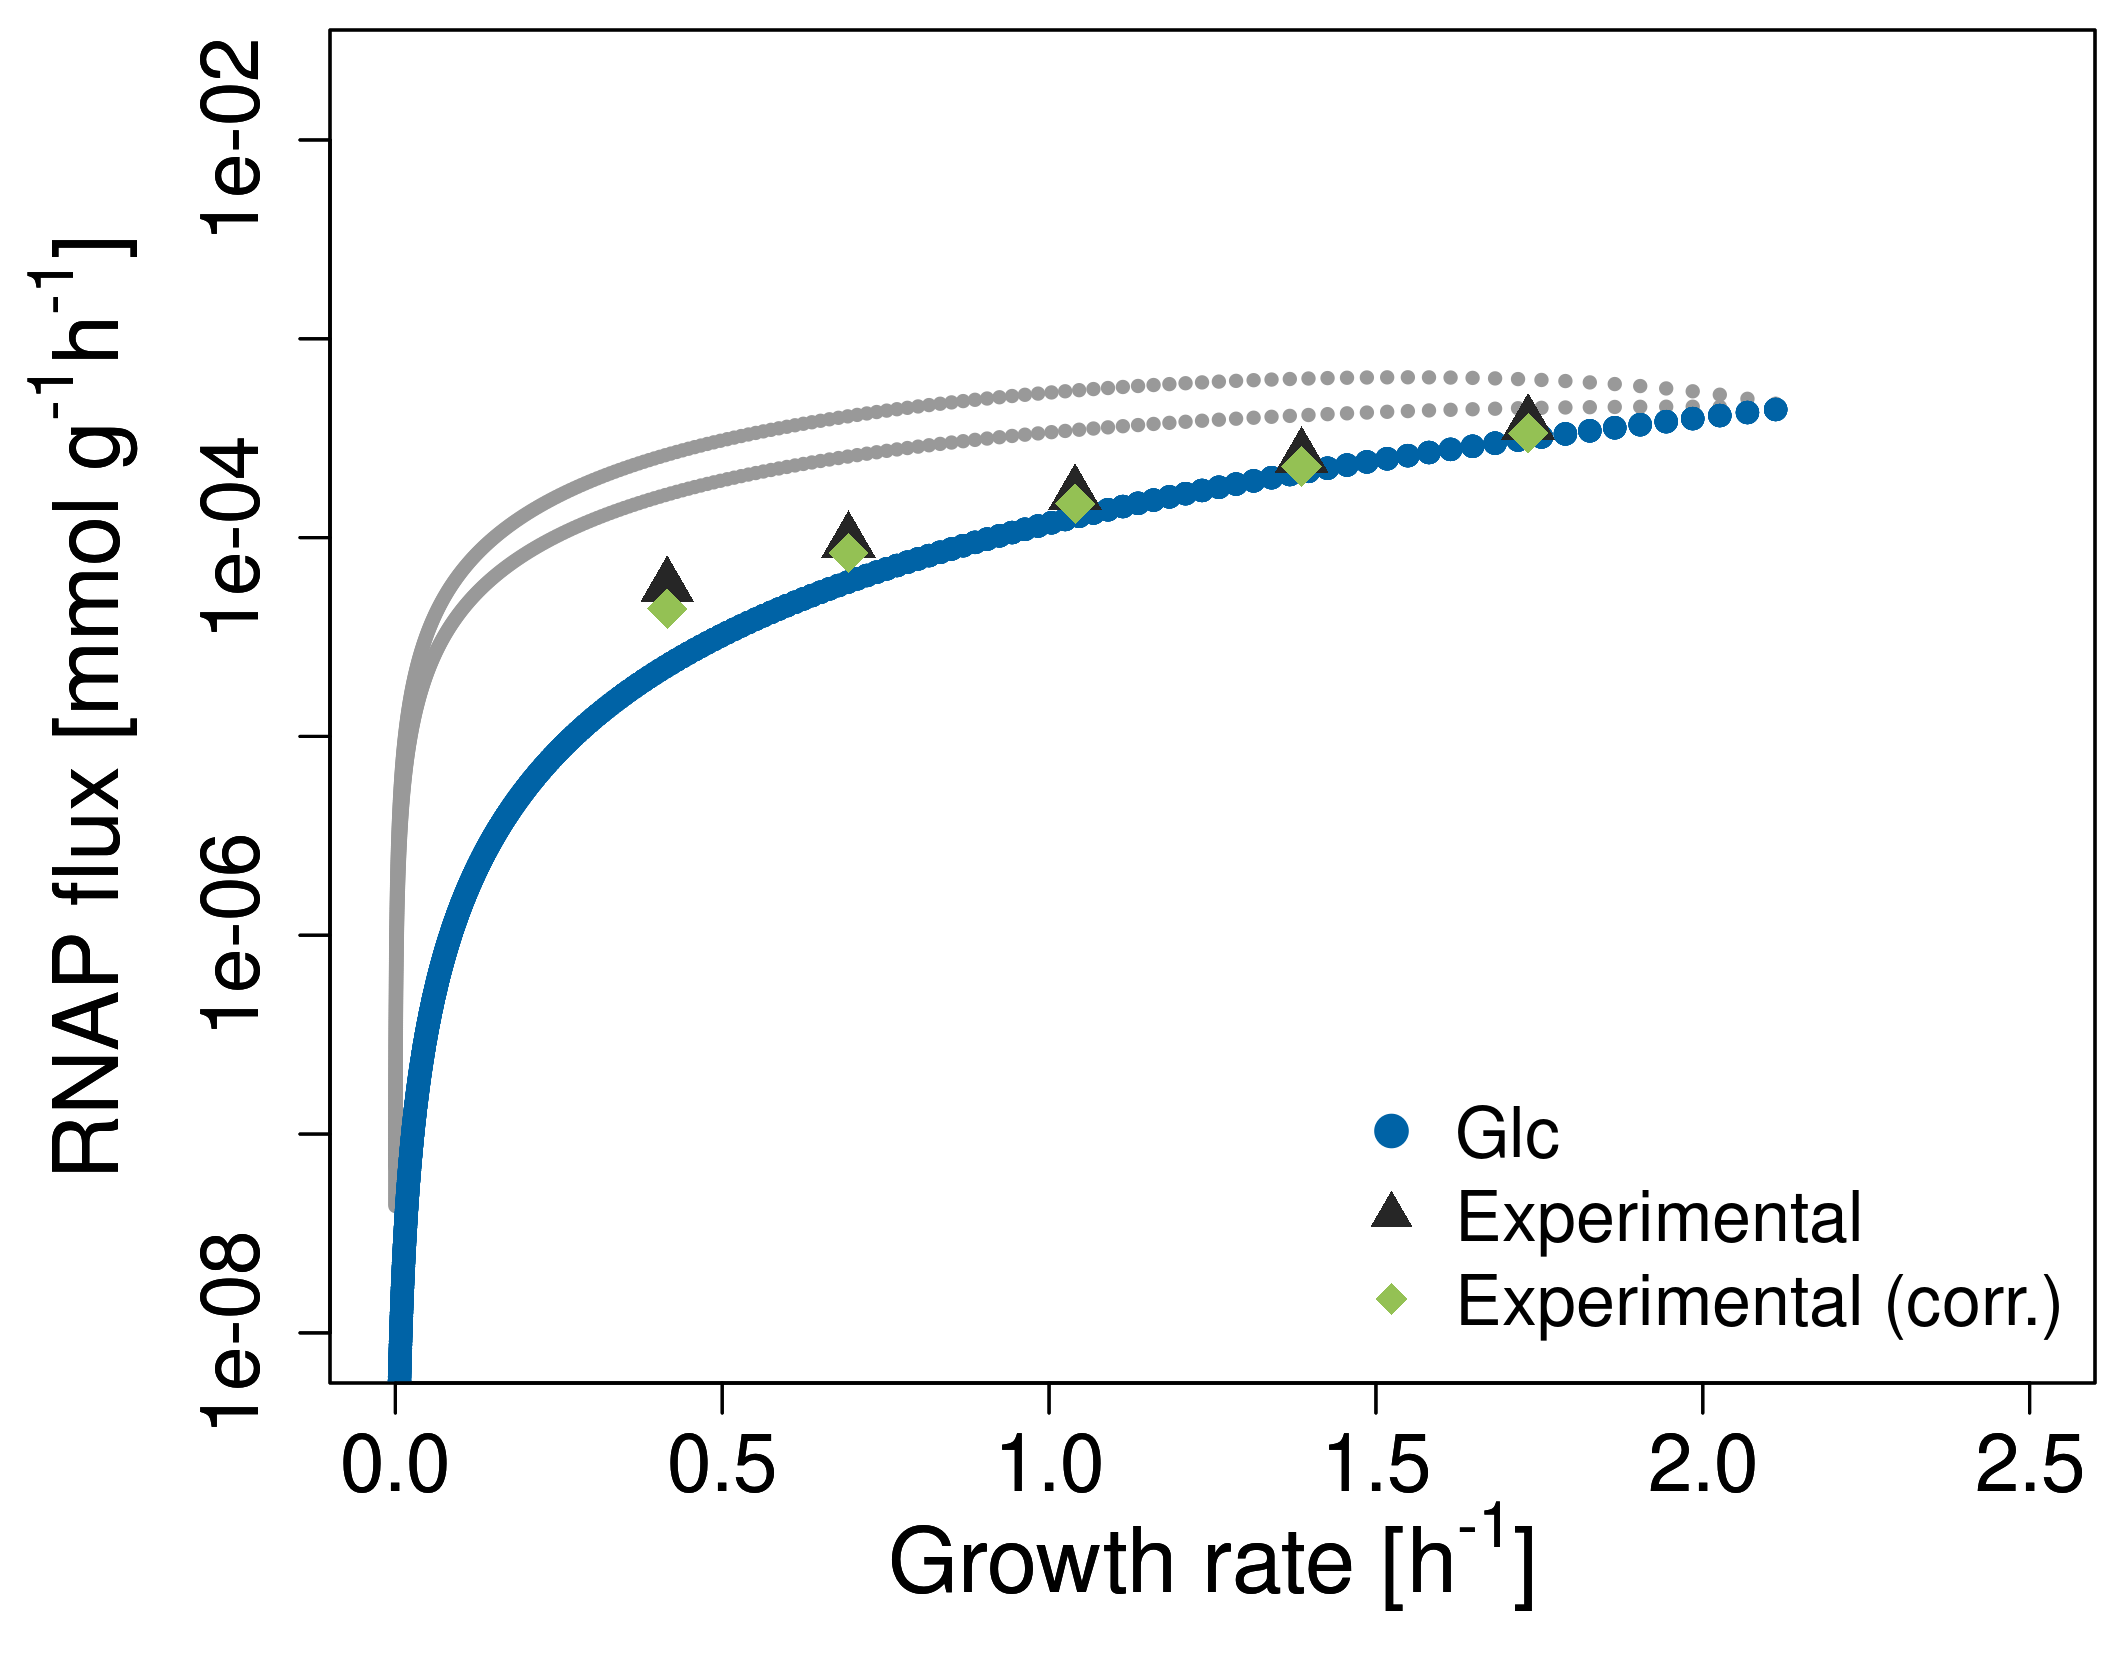 RNAP flux [mmol g⁻¹h⁻¹]
1e-02
1e-04
1e-06
1e-08
Glc
Experimental
Experimental (corr.)
0.0 0.5 1.0 1.5 2.0 2.5
Growth rate [h⁻¹]